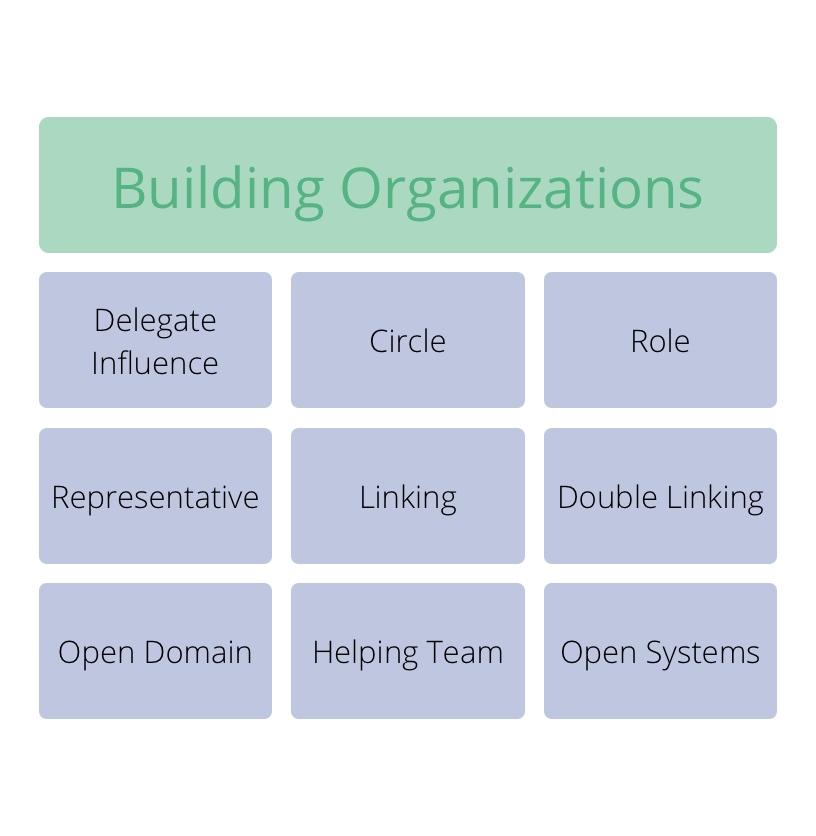 Building Organizations
Delegate
Influence
Circle
Role
Representative
Linking
Double Linking
Open Domain
Helping Team
Open Systems